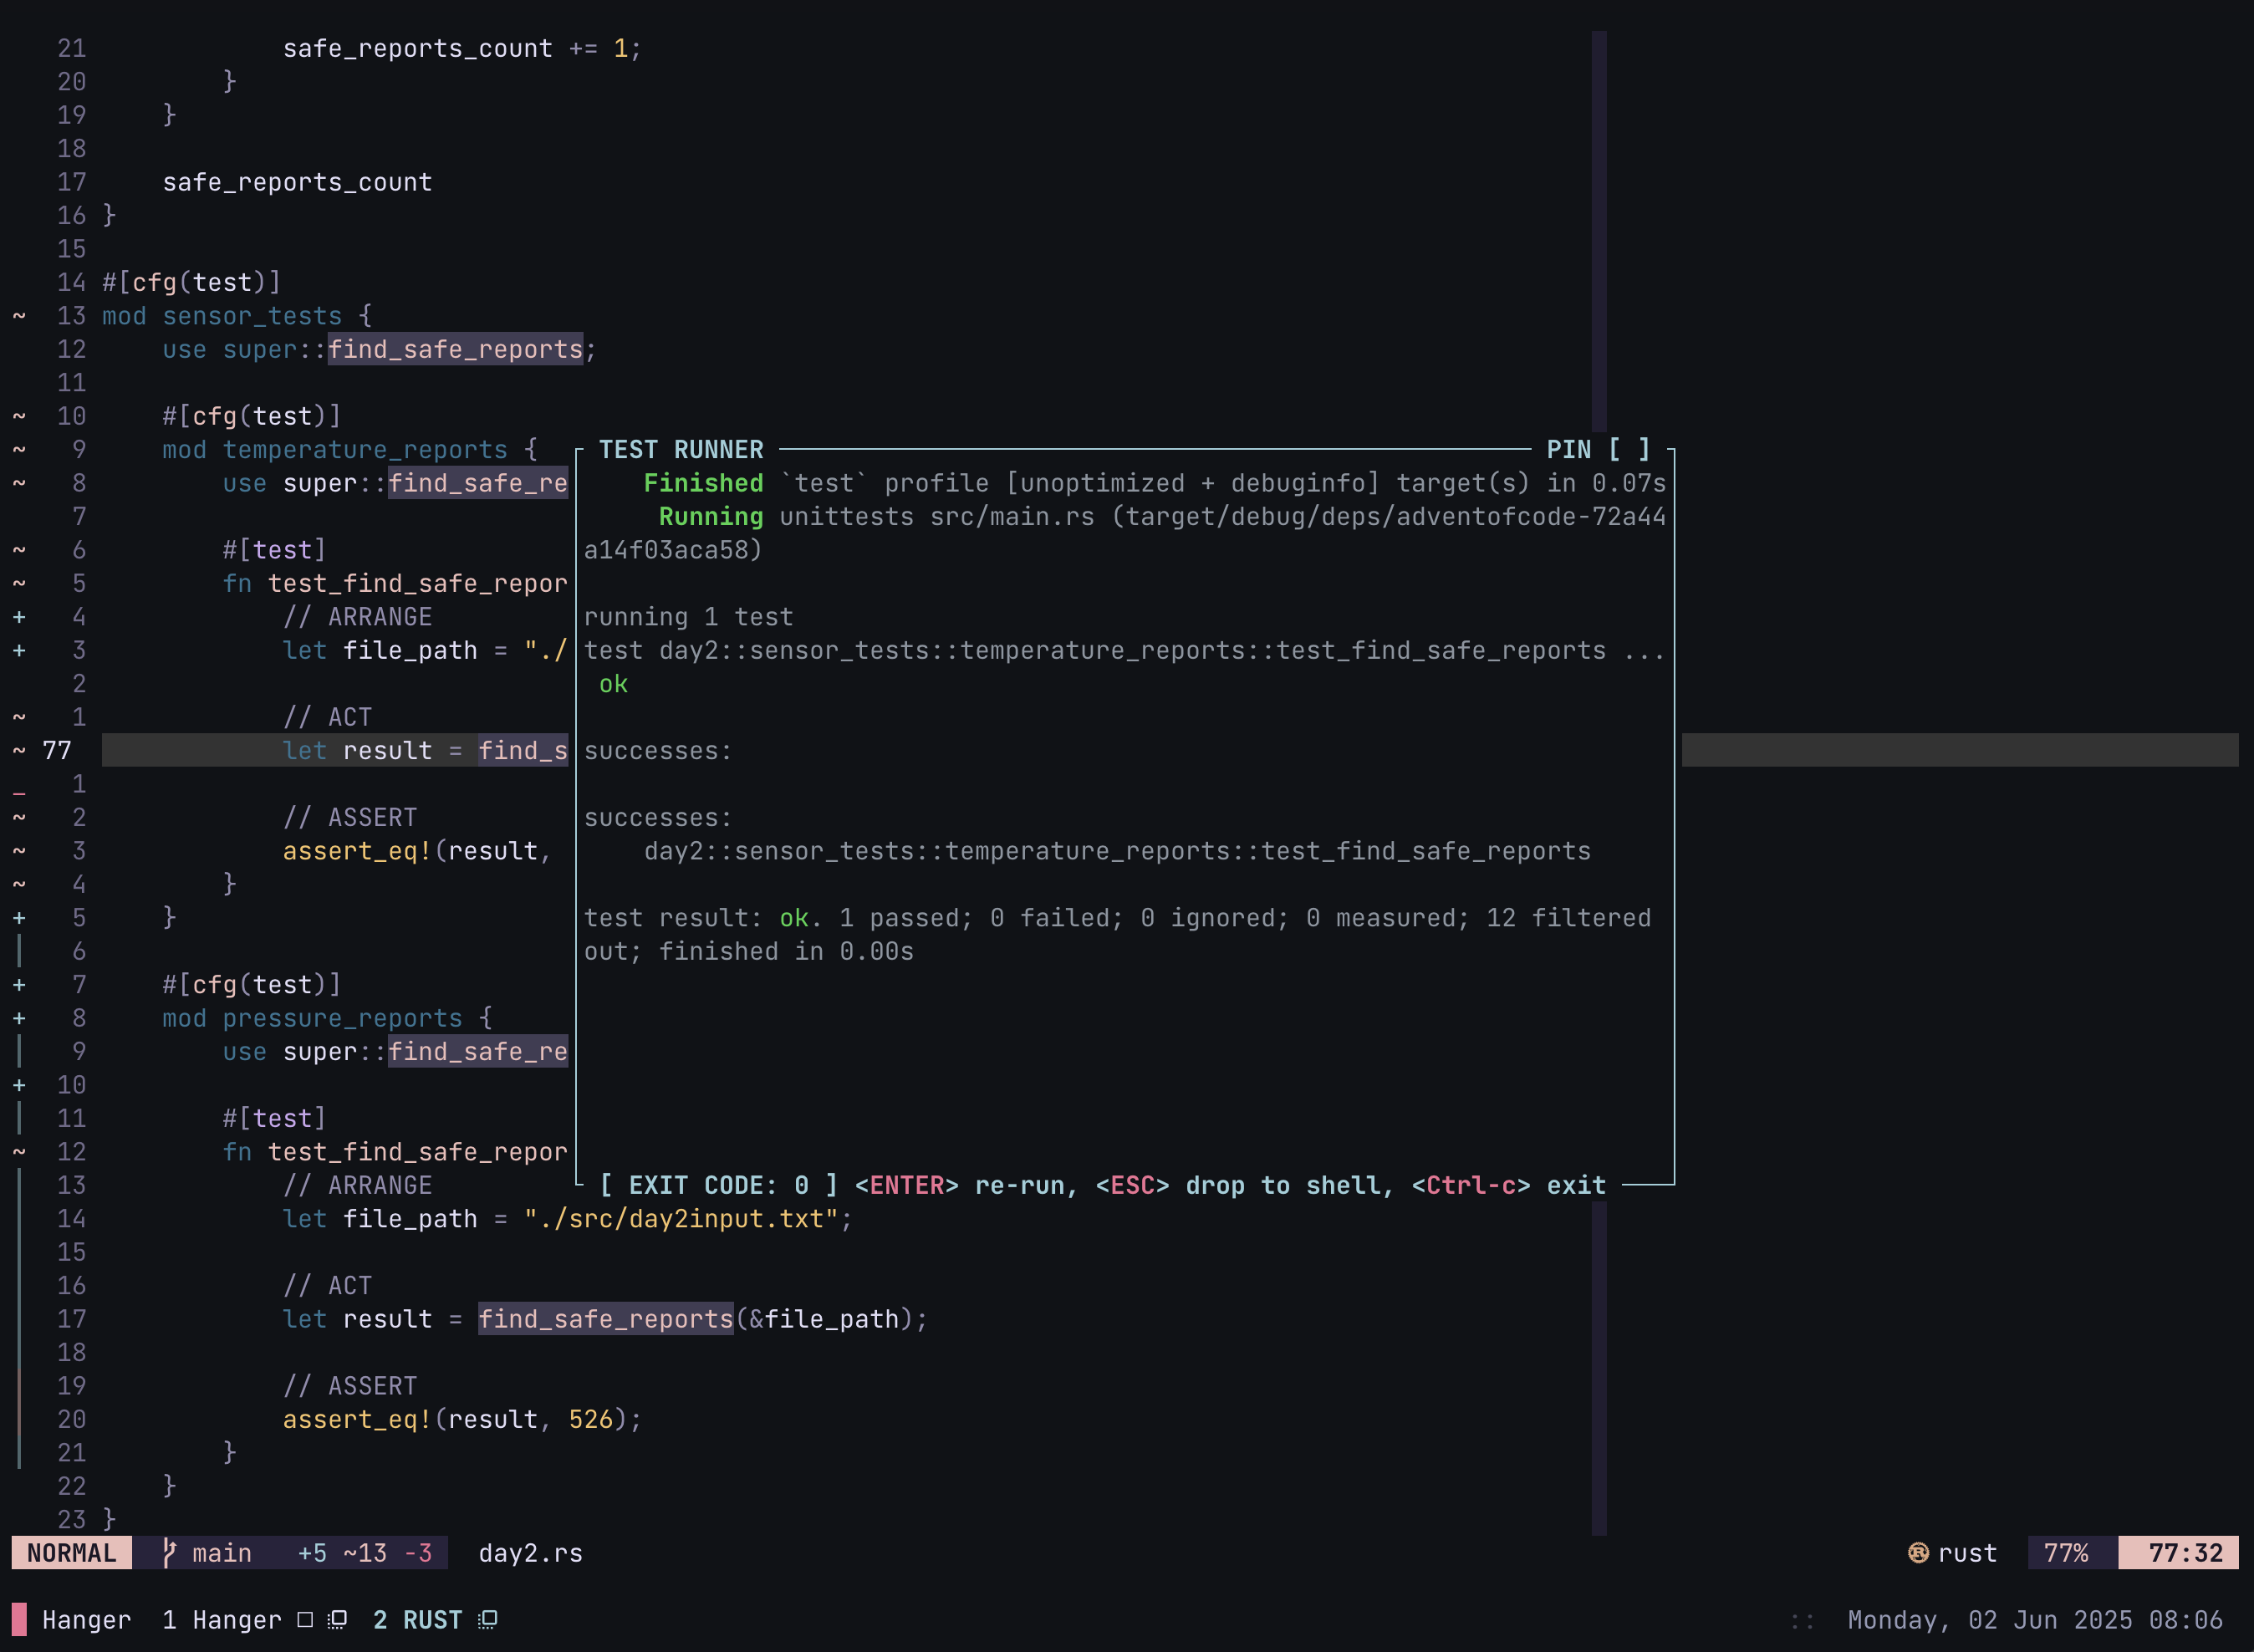 21 safe_reports_count += 1;
20 }
19 }
18
17 safe_reports_count
16 }
15
14 #[cfg(test)]
~ 13 mod sensor_tests {
12 use super::find_safe_reports;
11
~ 10 #[cfg(test)]
~ 9 mod temperature_reports {
~ 8 use super::find_safe_re
7
~ 6 #[test]
~ 5 fn test_find_safe_repor
+ 4 // ARRANGE
+ 3 let file_path = "./
2
~ 1 // ACT
~ 77 let result = find_s
_ 1
~ 2 // ASSERT
~ 3 assert_eq!(result,
~ 4 }
+ 5 }
6
+ 7 #[cfg(test)]
+ 8 mod pressure_reports {
9 use super::find_safe_re
+ 10
11 #[test]
~ 12 fn test_find_safe_repor
13 // ARRANGE
14 let file_path = "./src/day2input.txt";
15
16 // ACT
17 let result = find_safe_reports(&file_path);
18
19 // ASSERT
20 assert_eq!(result, 526);
21 }
22 }
23 }
TEST RUNNER PIN [ ]
Finished `test` profile [unoptimized + debuginfo] target(s) in 0.07s
Running unittests src/main.rs (target/debug/deps/adventofcode-72a44
a14f03aca58)
running 1 test
test day2::sensor_tests::temperature_reports::test_find_safe_reports ...
ok
successes:
successes:
day2::sensor_tests::temperature_reports::test_find_safe_reports
test result: ok. 1 passed; 0 failed; 0 ignored; 0 measured; 12 filtered
out; finished in 0.00s
[ EXIT CODE: 0 ] <ENTER> re-run, <ESC> drop to shell, <Ctrl-c> exit
NORMAL main +5 ~13 -3 day2.rs rust 77% 77:32
Hanger 1 Hanger 2 RUST :: Monday, 02 Jun 2025 08:06